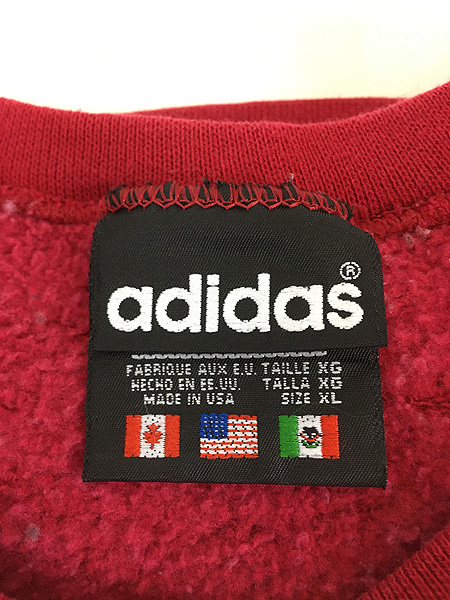 adidas®
FABRIQUE AUX E.U. TAILLE XG
HECHO EN EE.UU. TALLA XG
MADE IN USA SIZE XL